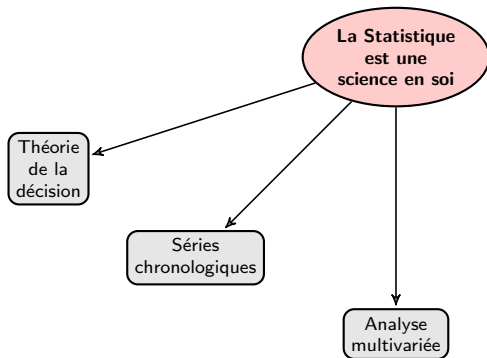 La Statistique
est une
science en soi
Théorie
de la
décision
Séries
chronologiques
Analyse
multivariée